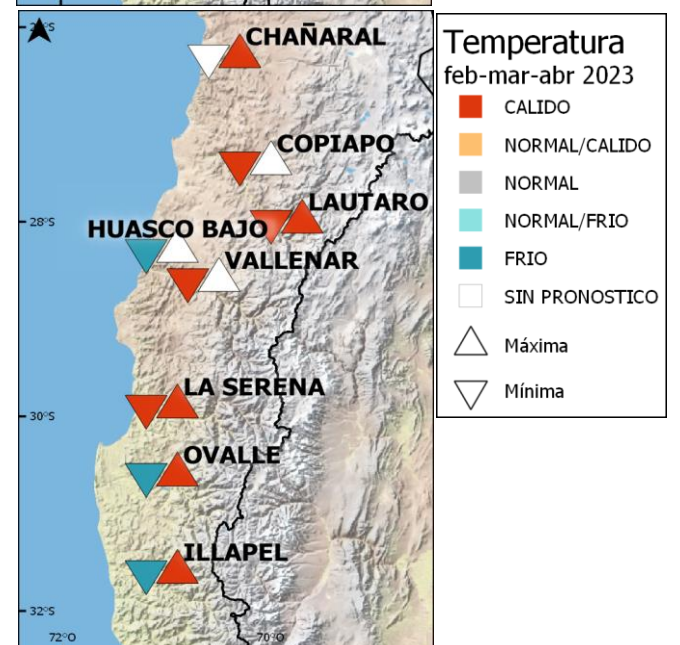 CHAÑARAL
COPIAPO
LAUTARO
28°S
HUASCO BAJO
VALLENAR
LA SERENA
30°S
OVALLE
ILLAPEL
32°S
72°O
70°O
Temperatura
feb-mar-abr 2023
CALIDO
NORMAL/CALIDO
NORMAL
NORMAL/FRIO
FRIO
SIN PRONOSTICO
Máxima
Mínima